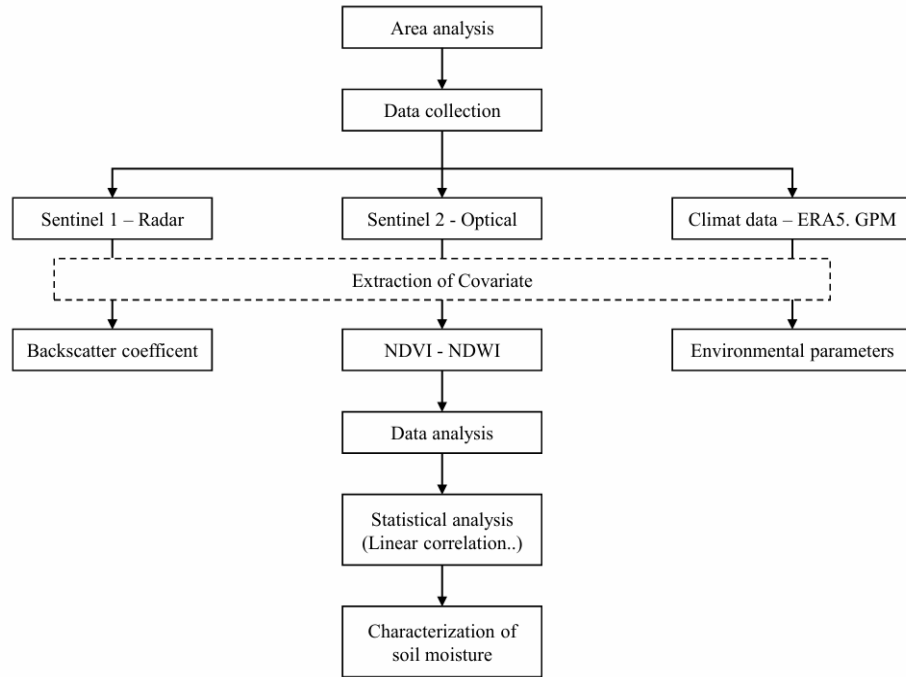 Area analysis
Data collection
Sentinel 1 – Radar
Sentinel 2 - Optical
Climat data – ERA5. GPM
Extraction of Covariate
Backscatter coefficent
NDVI - NDWI
Environmental parameters
Data analysis
Statistical analysis
(Linear correlation..)
Characterization of
soil moisture